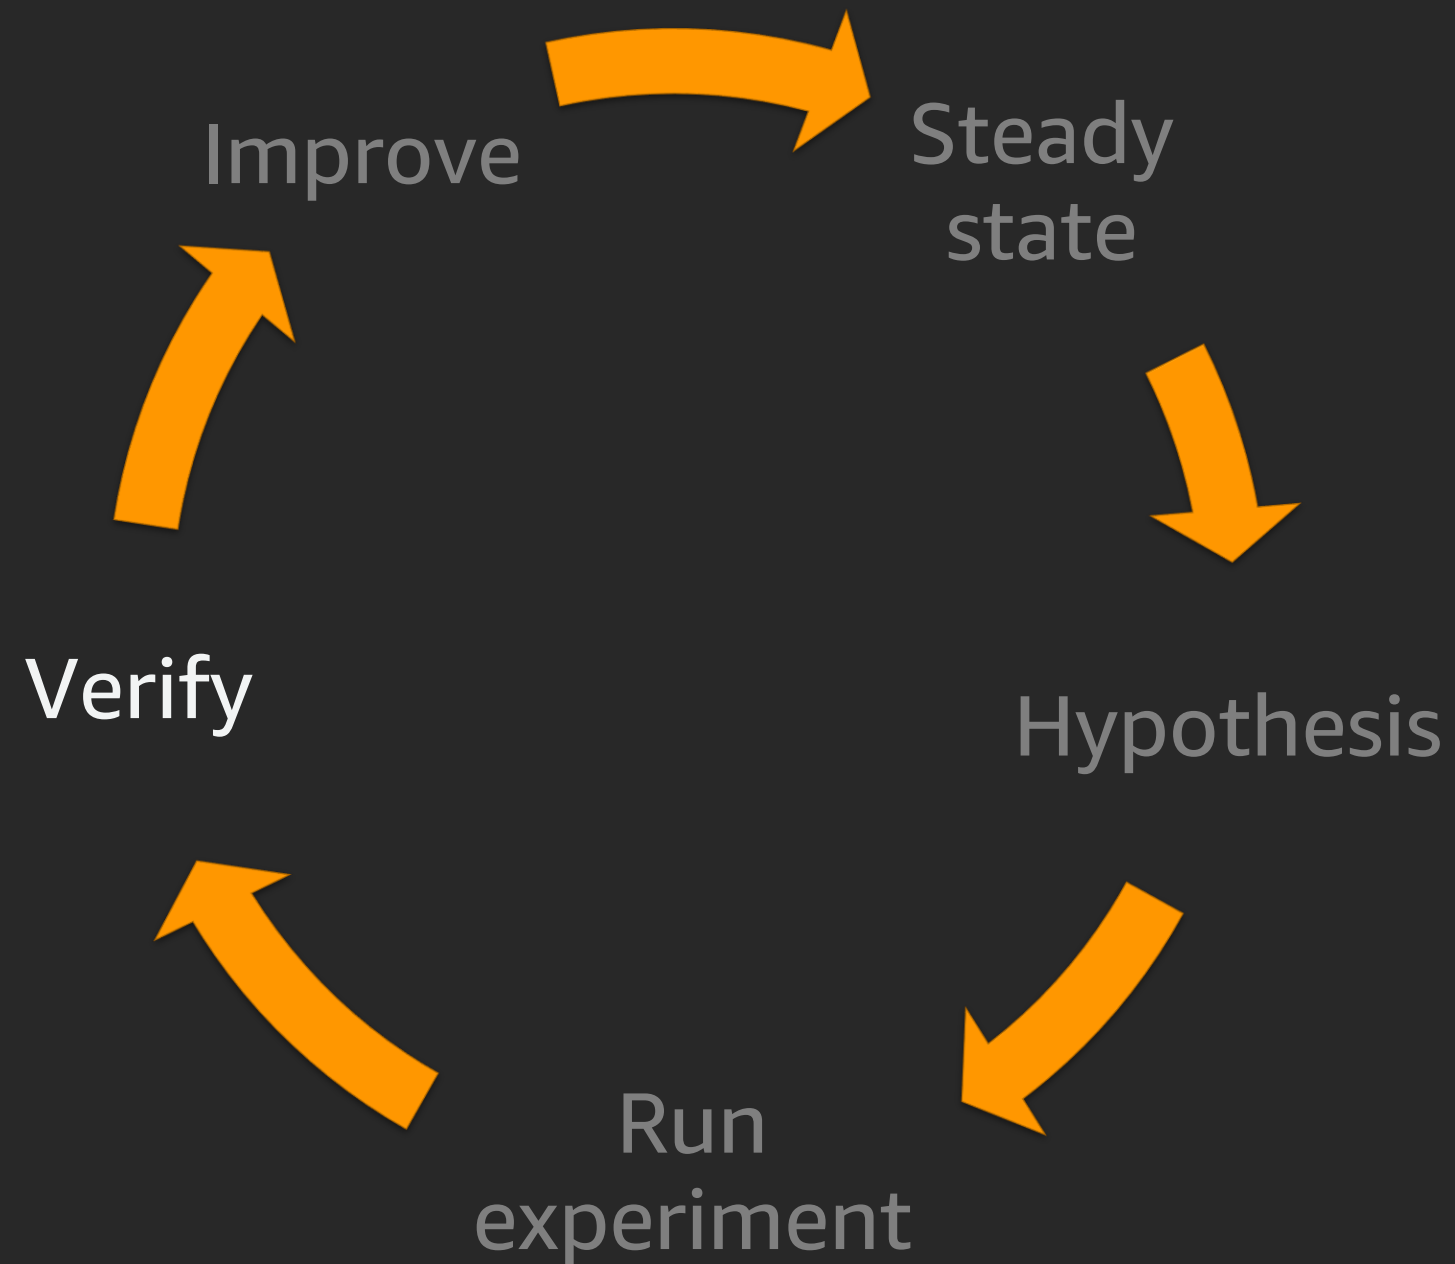 Improve
Steady
state
Verify
Hypothesis
Run
experiment